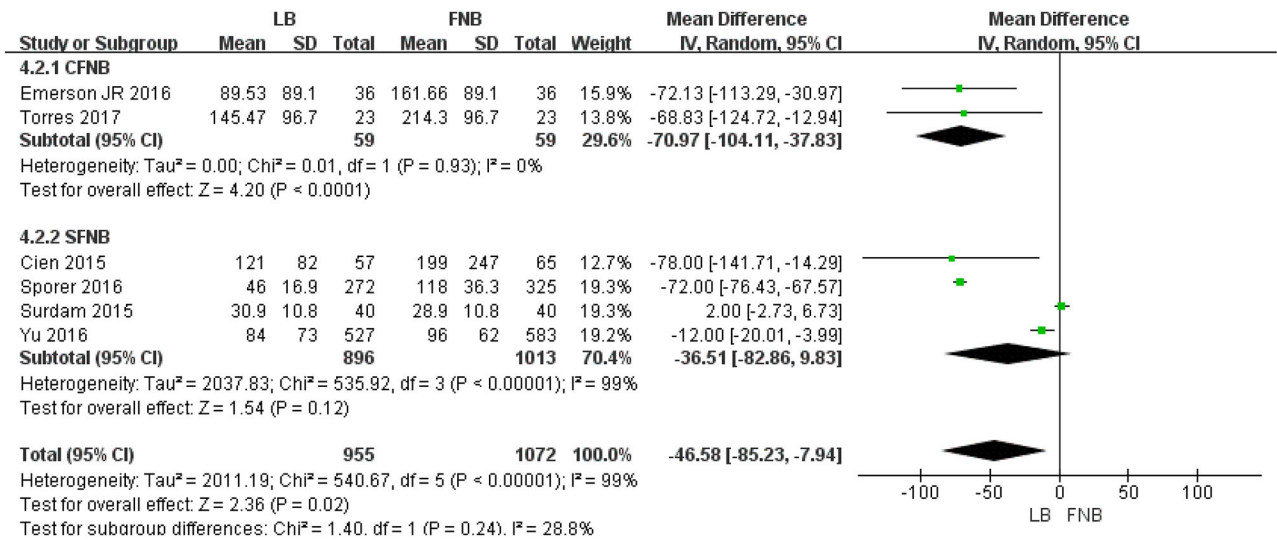 LB FNB Mean Difference Mean Difference
Study or Subgroup Mean SD Total Mean SD Total Weight IV, Random, 95% CI IV, Random, 95% CI
4.2.1 CFNB
Emerson JR 2016 89.53 89.1 36 161.66 89.1 36 15.9% -72.13 [-113.29, -30.97]
Torres 2017 145.47 96.7 23 214.3 96.7 23 13.8% -68.83 [-124.72, -12.94]
Subtotal (95% CI) 59 59 29.6% -70.97 [-104.11, -37.83]
Heterogeneity: Tau² = 0.00; Chi² = 0.01, df = 1 (P = 0.93); I² = 0%
Test for overall effect: Z = 4.20 (P < 0.0001)
4.2.2 SFNB
Cien 2015 121 82 57 199 247 65 12.7% -78.00 [-141.71, -14.29]
Sporer 2016 46 16.9 272 118 36.3 325 19.3% -72.00 [-76.43, -67.57]
Surdam 2015 30.9 10.8 40 28.9 10.8 40 19.3% 2.00 [-2.73, 6.73]
Yu 2016 84 73 527 96 62 583 19.2% -12.00 [-20.01, -3.99]
Subtotal (95% CI) 896 1013 70.4% -36.51 [-82.86, 9.83]
Heterogeneity: Tau² = 2037.83; Chi² = 535.92, df = 3 (P < 0.00001); I² = 99%
Test for overall effect: Z = 1.54 (P = 0.12)
Total (95% CI) 955 1072 100.0% -46.58 [-85.23, -7.94]
Heterogeneity: Tau² = 2011.19; Chi² = 540.67, df = 5 (P < 0.00001); I² = 99%
Test for overall effect: Z = 2.36 (P = 0.02)
Test for subgroup differences: Chi² = 1.40, df = 1 (P = 0.24), I² = 28.8%
-100 -50 0 50 100
LB FNB